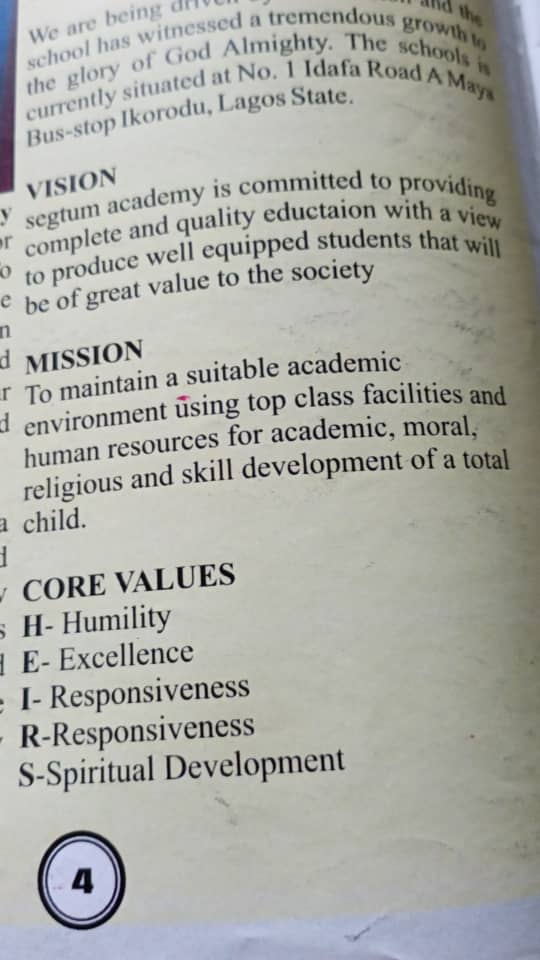 We are being
and the
school has witnessed a tremendous growth to
the glory of God Almighty. The schools is
currently situated at No. 1 Idafa Road A Maya
Bus-stop Ikorodu, Lagos State.
VISION
segtum academy is committed to providing
complete and quality eductaion with a view
to produce well equipped students that will
be of great value to the society
MISSION
To maintain a suitable academic
environment using top class facilities and
human resources for academic, moral,
religious and skill development of a total
child.
CORE VALUES
H- Humility
E- Excellence
I- Responsiveness
R-Responsiveness
S-Spiritual Development
4